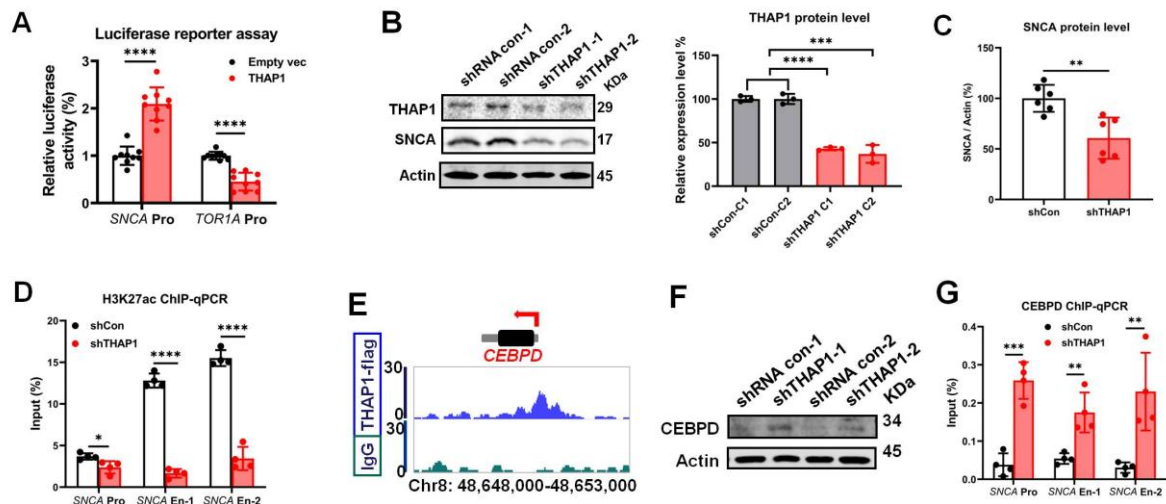 A
Luciferase reporter assay
Relative luciferase
activity (%)
3
2
1
0
****
****
Empty vec
THAP1
SNCA Pro
TOR1A Pro
B
shRNA con-1
shRNA con-2
shTHAP1 -1
shTHAP1-2
KDa
THAP1
29
SNCA
17
Actin
45
THAP1 protein level
Relative expression level %
150
100
50
0
***
****
shCon-C1
shCon-C2
shTHAP1 C1
shTHAP1 C2
C
SNCA protein level
SNCA / Actin (%)
150
100
50
0
**
shCon
shTHAP1
D
H3K27ac ChIP-qPCR
Input (%)
20
15
10
5
0
shCon
shTHAP1
*
****
****
SNCA Pro
SNCA En-1
SNCA En-2
E
CEBPD
THAP1-flag
IgG
30
0
30
0
Chr8: 48,648,000-48,653,000
F
shRNA con-1
shTHAP1-1
shRNA con-2
shTHAP1-2
KDa
CEBPD
34
Actin
45
G
CEBPD ChIP-qPCR
Input (%)
0.4
0.3
0.2
0.1
0.0
shCon
shTHAP1
***
**
**
SNCA Pro
SNCA En-1
SNCA En-2